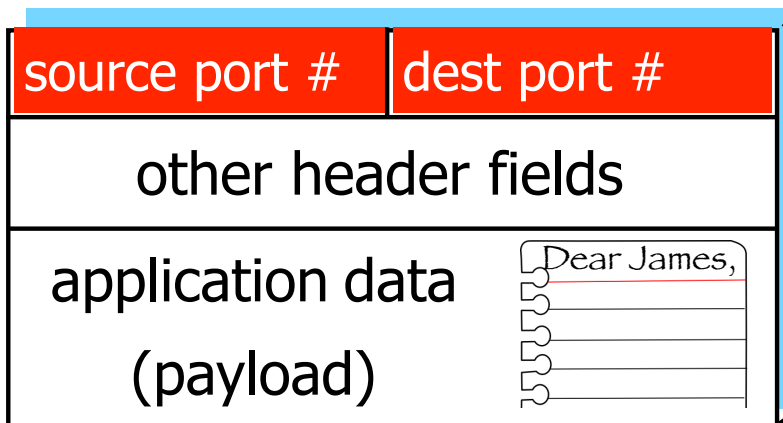 source port # dest port #
other header fields
application data
Dear James,
(payload)